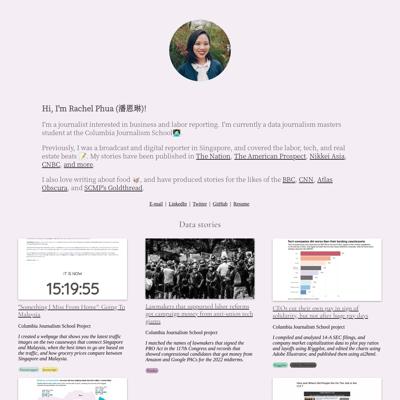 Hi, I'm Rachel Phua (潘恩琳)!
I'm a journalist interested in business and labor reporting. I'm currently a data journalism masters
student at the Columbia Journalism School
Previously, I was a broadcast and digital reporter in Singapore, and covered the labor, tech, and real
estate beats. My stories have been published in The Nation, The American Prospect, Nikkei Asia,
CNBC, and more.
I also love writing about food, and have produced stories for the likes of the BBC, CNN, Atlas
Obscura, and SCMP's Goldthread.
E-mail | LinkedIn | Twitter | GitHub | Resume
Data stories
IT IS NOW
15:19:55
"Something I Miss From Home": Going To
Malaysia
Columbia Journalism School project
I created a webpage that shows you the latest traffic
images on the two causeways that connect Singapore
and Malaysia, when the best times to go are based on
the traffic, and how grocery prices compare between
Singapore and Malaysia.
Lawmakers that supported labor reforms
got campaign money from anti-union tech
giants
Columbia Journalism School project
I matched the names of lawmakers that signed the
PRO Act in the 117th Congress and records that
showed congressional candidates that got money from
Amazon and Google PACs for the 2022 midterms.
Tech companies did worse than their banking counterparts
CEOs cut their own pay in sign of
solidarity, but not after huge pay days
Columbia Journalism School Project
I compiled and analyzed 14-A SEC filings, and
company market capitalization data to plot pay ratios
and layoffs using R/ggplot, and edited the charts using
Adobe Illustrator, and published them using ai2html.